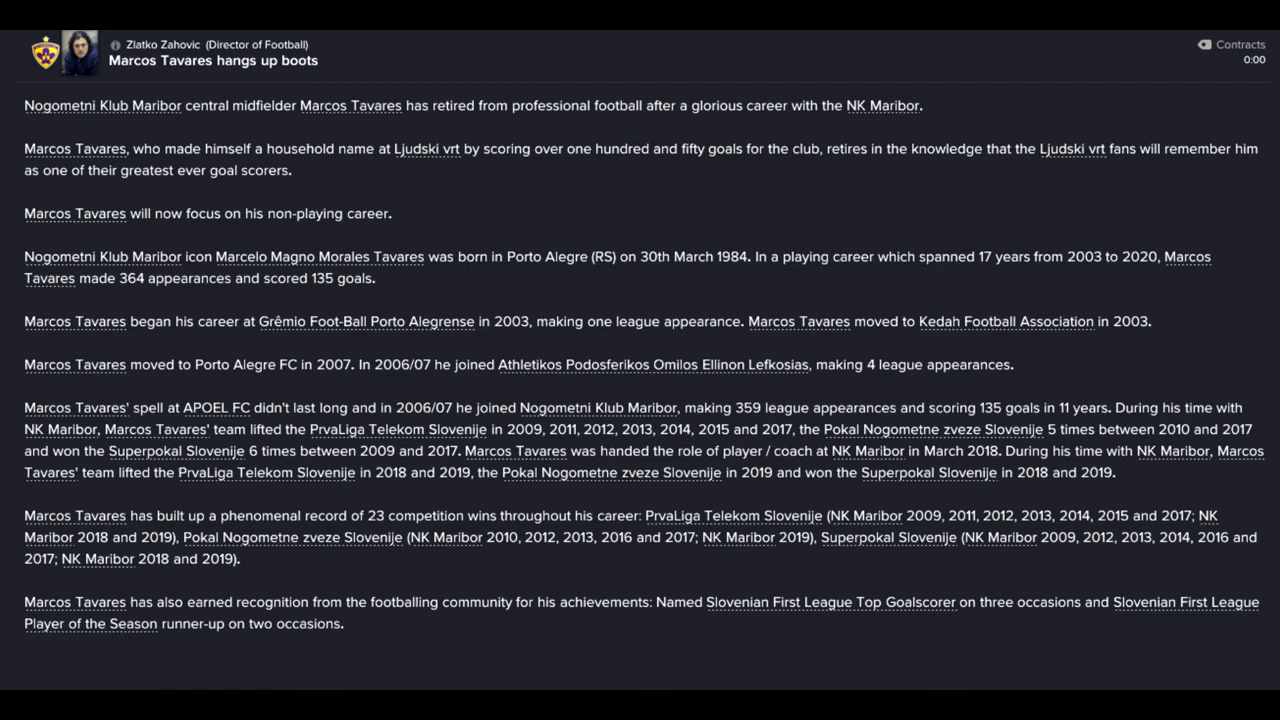 Zlatko Zahovic (Director of Football)
Contracts
Marcos Tavares hangs up boots
0:00
Nogometni Klub Maribor central midfielder Marcos Tavares has retired from professional football after a glorious career with the NK Maribor.
Marcos Tavares, who made himself a household name at Ljudski vrt by scoring over one hundred and fifty goals for the club, retires in the knowledge that the Ljudski vrt fans will remember him
as one of their greatest ever goal scorers.
Marcos Tavares will now focus on his non-playing career.
Nogometni Klub Maribor icon Marcelo Magno Morales Tavares was born in Porto Alegre (RS) on 30th March 1984. In a playing career which spanned 17 years from 2003 to 2020, Marcos
Tavares made 364 appearances and scored 135 goals.
Marcos Tavares began his career at Grêmio Foot-Ball Porto Alegrense in 2003, making one league appearance. Marcos Tavares moved to Kedah Football Association in 2003.
Marcos Tavares moved to Porto Alegre FC in 2007. In 2006/07 he joined Athletikos Podosferikos Omilos Ellinon Lefkosias, making 4 league appearances.
Marcos Tavares' spell at APOEL FC didn't last long and in 2006/07 he joined Nogometni Klub Maribor, making 359 league appearances and scoring 135 goals in 11 years. During his time with
NK Maribor, Marcos Tavares' team lifted the PrvaLiga Telekom Slovenije in 2009, 2011, 2012, 2013, 2014, 2015 and 2017, the Pokal Nogometne zveze Slovenije 5 times between 2010 and 2017
and won the Superpokal Slovenije 6 times between 2009 and 2017. Marcos Tavares was handed the role of player / coach at NK Maribor in March 2018. During his time with NK Maribor, Marcos
Tavares' team lifted the PrvaLiga Telekom Slovenije in 2018 and 2019, the Pokal Nogometne zveze Slovenije in 2019 and won the Superpokal Slovenije in 2018 and 2019.
Marcos Tavares has built up a phenomenal record of 23 competition wins throughout his career: PrvaLiga Telekom Slovenije (NK Maribor 2009, 2011, 2012, 2013, 2014, 2015 and 2017; NK
Maribor 2018 and 2019), Pokal Nogometne zveze Slovenije (NK Maribor 2010, 2012, 2013, 2016 and 2017; NK Maribor 2019), Superpokal Slovenije (NK Maribor 2009, 2012, 2013, 2014, 2016 and
2017; NK Maribor 2018 and 2019).
Marcos Tavares has also earned recognition from the footballing community for his achievements: Named Slovenian First League Top Goalscorer on three occasions and Slovenian First League
Player of the Season runner-up on two occasions.